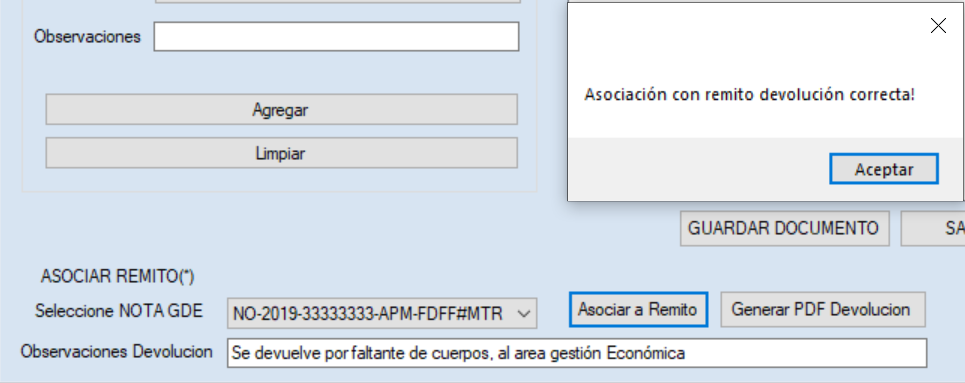 Observaciones
Agregar
Limpiar
Asociación con remito devolución correcta!
Aceptar
GUARDAR DOCUMENTO
SA
ASOCIAR REMITO(*)
Seleccione NOTA GDE
NO-2019-33333333-APM-FDFF#MTR
Asociar a Remito
Generar PDF Devolucion
Observaciones Devolucion
Se devuelve por faltante de cuerpos, al area gestión Económica